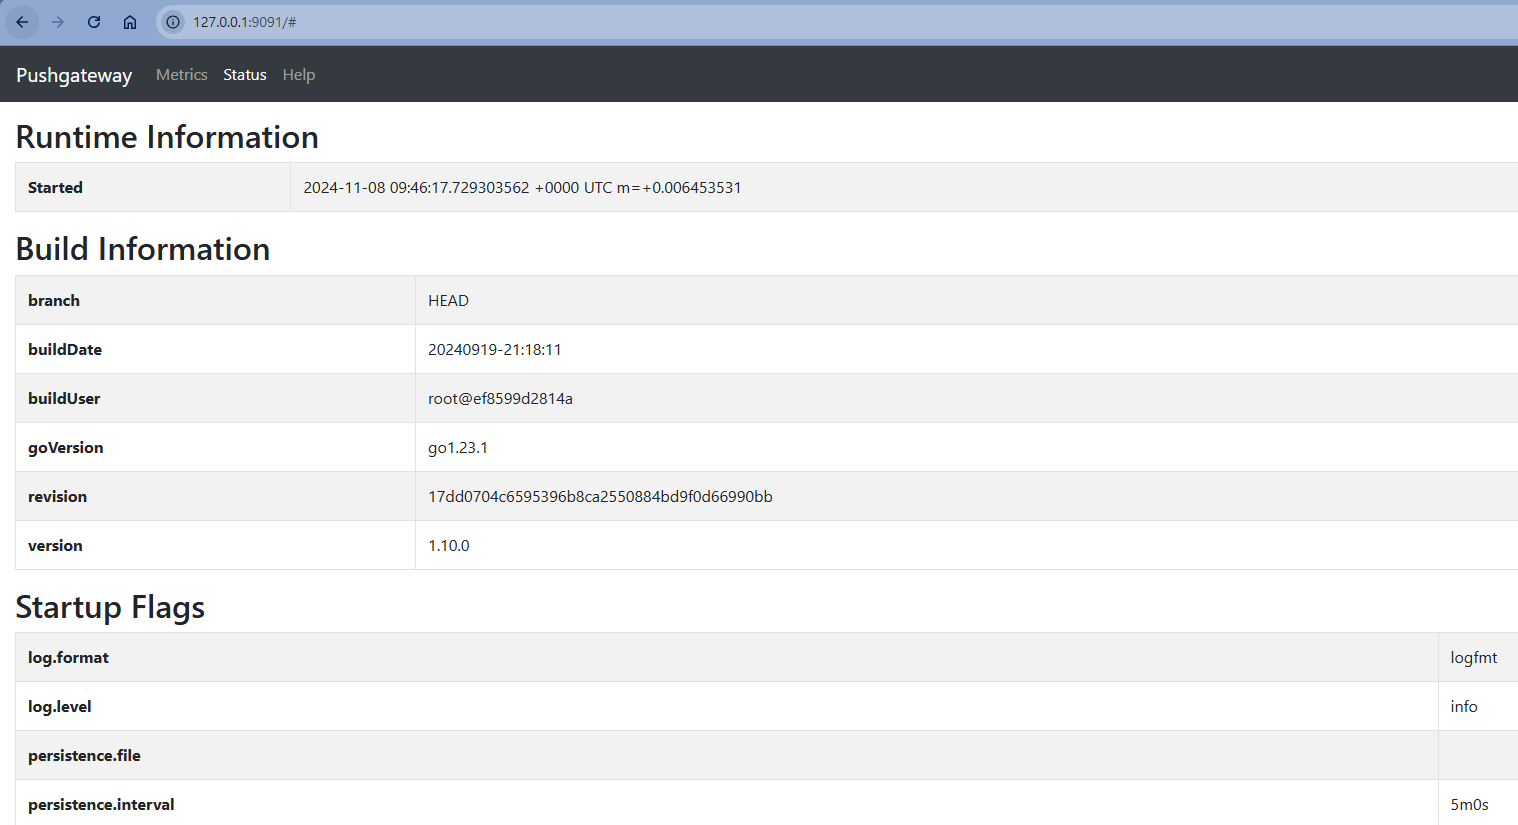 127.0.0.1:9091/#
Pushgateway Metrics Status Help
Runtime Information
Started 2024-11-08 09:46:17.729303562 +0000 UTC m=+0.006453531
Build Information
branch HEAD
buildDate 20240919-21:18:11
buildUser root@ef8599d2814a
goVersion go1.23.1
revision 17dd0704c6595396b8ca2550884bd9f0d66990bb
version 1.10.0
Startup Flags
log.format logfmt
log.level info
persistence.file
persistence.interval 5m0s